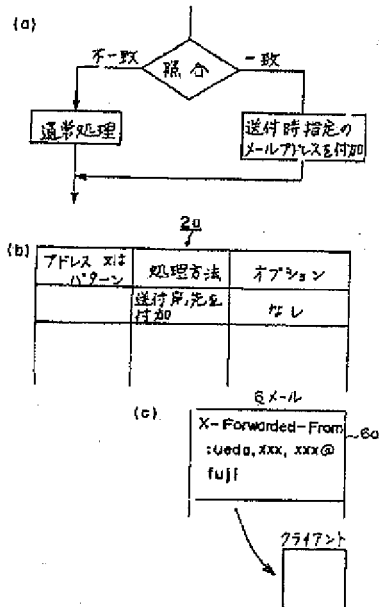 (a)
不一致
照合
一致
通常処理
送付時指定の
メールアドレスを付加
2a
(b)
アドレス又は
パターン
処理方法
オプション
送付宛先を
付加
なし
6メール
(c)
X-Forwarded-From
:ueda, xxx, xxx@
fuji
6a
クライアント